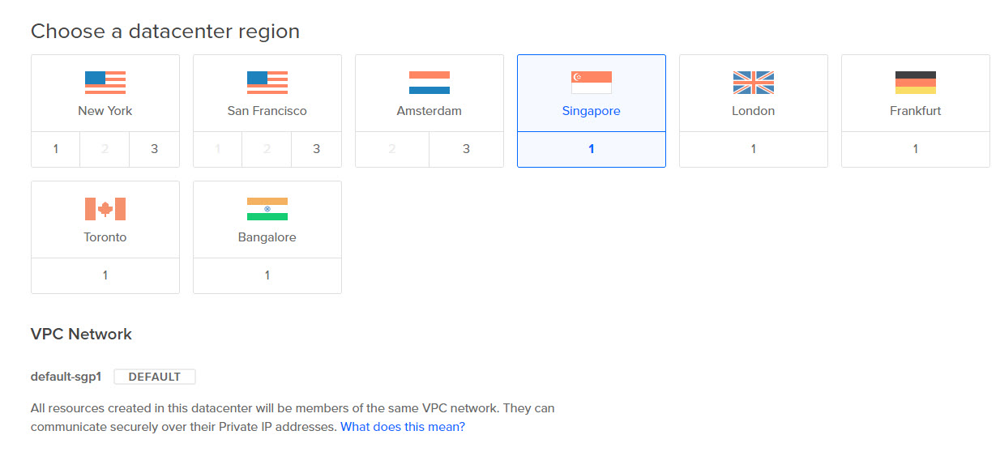 Choose a datacenter region
New York San Francisco Amsterdam Singapore London Frankfurt
1 2 3 1 2 3 2 3 1 1 1
Toronto Bangalore
1 1
VPC Network
default-sgp1 DEFAULT
All resources created in this datacenter will be members of the same VPC network. They can
communicate securely over their Private IP addresses. What does this mean?